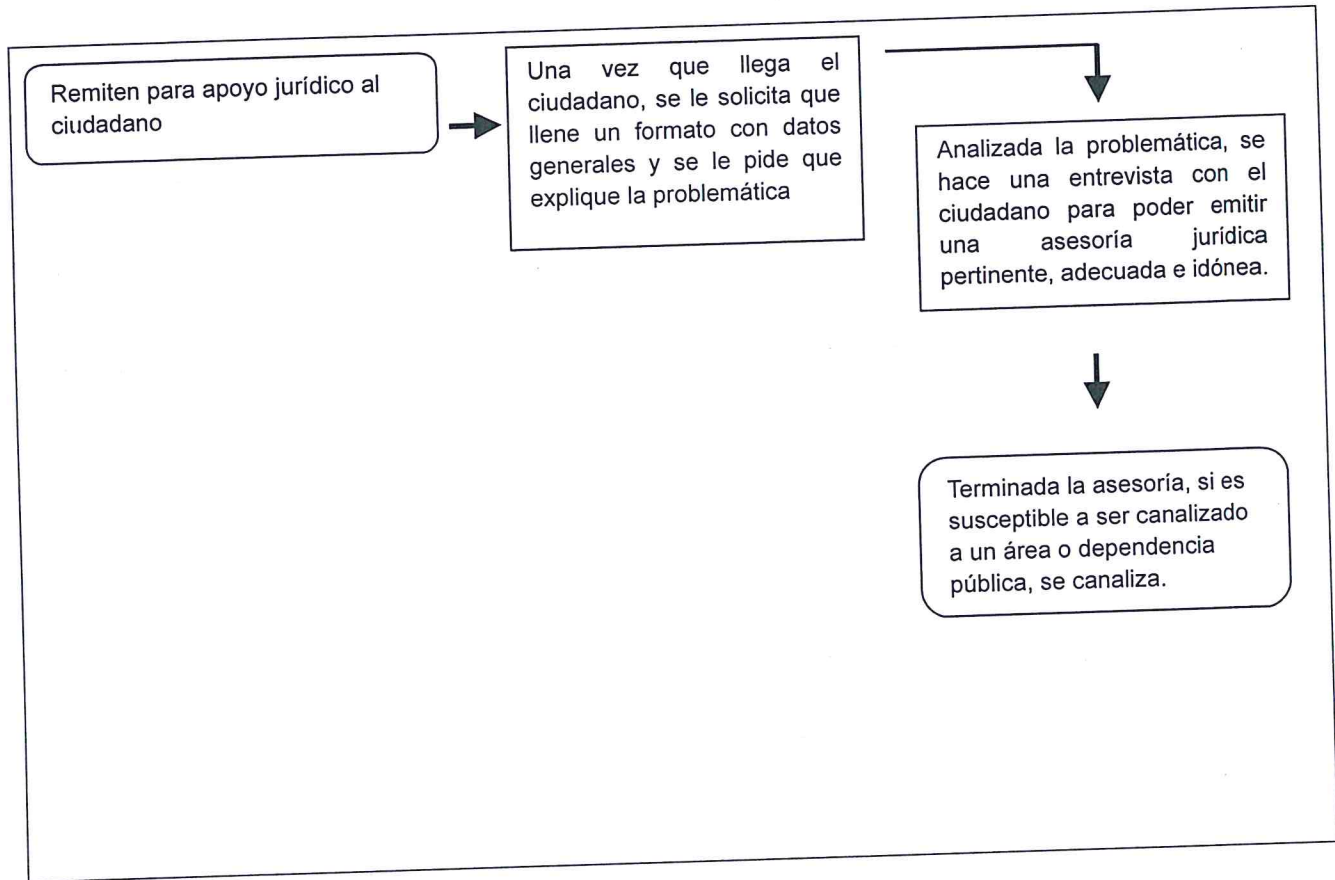 Remiten para apoyo jurídico al
ciudadano
Una vez que llega el
ciudadano, se le solicita que
llene un formato con datos
generales y se le pide que
explique la problemática
Analizada la problemática, se
hace una entrevista con el
ciudadano para poder emitir
una asesoría jurídica
pertinente, adecuada e idónea.
Terminada la asesoría, si es
susceptible a ser canalizado
a un área o dependencia
pública, se canaliza.